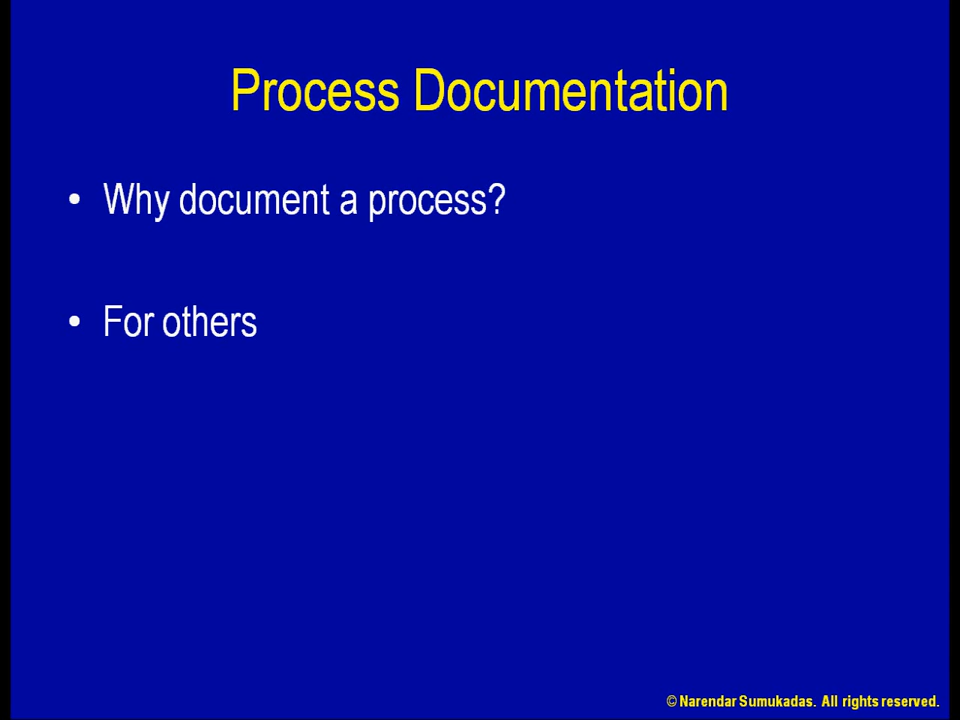 Process Documentation
• Why document a process?
• For others
© Narendar Sumukadas. All rights reserved.